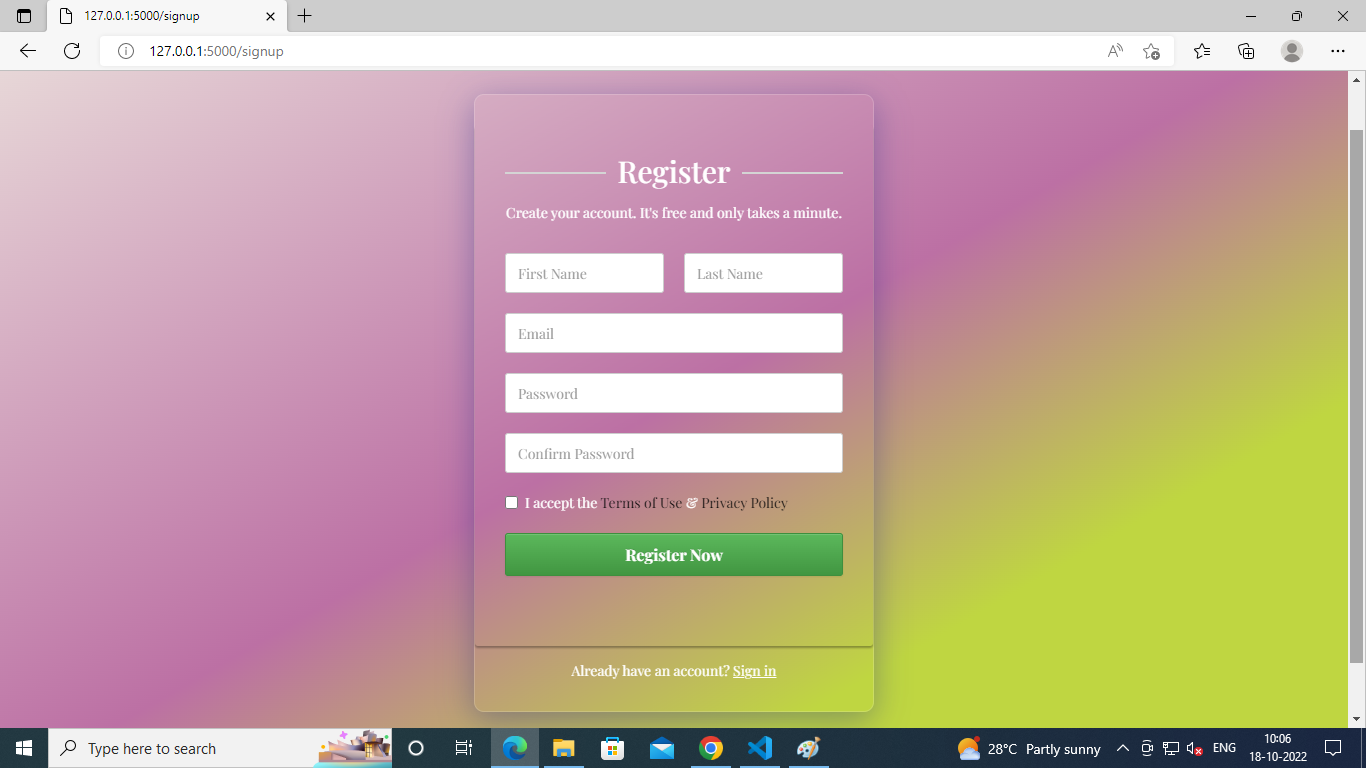 127.0.0.1:5000/signup
127.0.0.1:5000/signup
Register
Create your account. It's free and only takes a minute.
First Name Last Name
Email
Password
Confirm Password
I accept the Terms of Use & Privacy Policy
Register Now
Already have an account? Sign in
Type here to search
28°C Partly sunny
ENG
10:06
18-10-2022